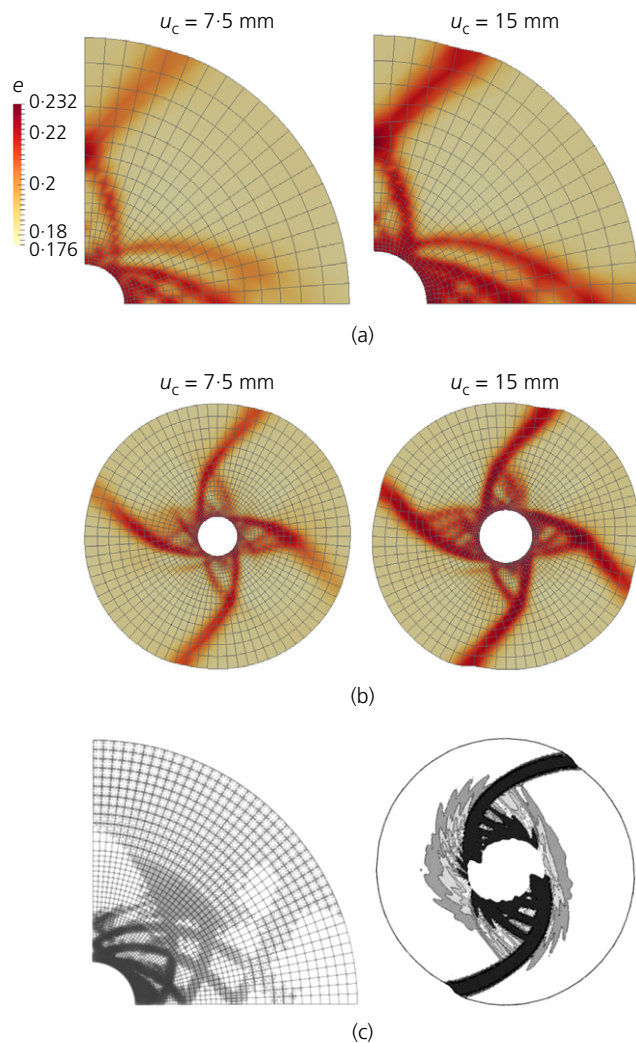 u_c = 7·5 mm
u_c = 15 mm
e
0·232
0·22
0·2
0·18
0·176
(a)
u_c = 7·5 mm
u_c = 15 mm
(b)
(c)